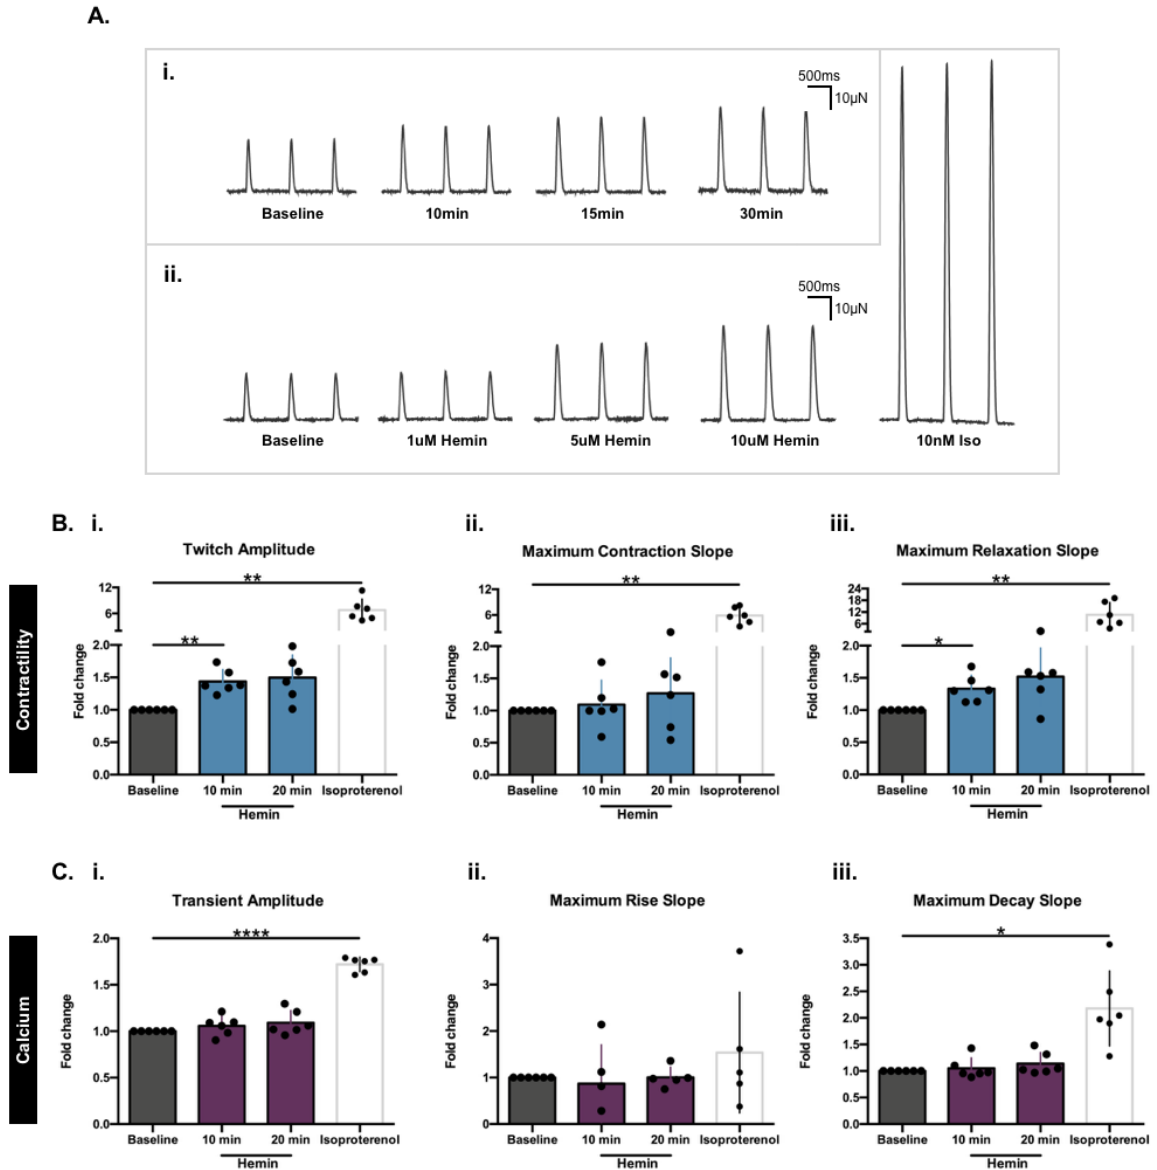 A.
i.
500ms
10µN
Baseline 10min 15min 30min
ii.
500ms
10µN
Baseline 1uM Hemin 5uM Hemin 10uM Hemin 10nM Iso
Contractility
B. i.
Twitch Amplitude
Fold change
12
6
2.0
1.5
1.0
0.5
0.0
**
**
Baseline 10 min 20 min Isoproterenol
Hemin
ii.
Maximum Contraction Slope
Fold change
12
6
2.0
1.5
1.0
0.5
0.0
**
Baseline 10 min 20 min Isoproterenol
Hemin
iii.
Maximum Relaxation Slope
Fold change
24
18
12
6
2.0
1.5
1.0
0.5
0.0
**
*
Baseline 10 min 20 min Isoproterenol
Hemin
Calcium
C. i.
Transient Amplitude
Fold change
2.0
1.5
1.0
0.5
0.0
****
Baseline 10 min 20 min Isoproterenol
Hemin
ii.
Maximum Rise Slope
Fold change
4
3
2
1
0
Baseline 10 min 20 min Isoproterenol
Hemin
iii.
Maximum Decay Slope
Fold change
3.5
3.0
2.5
2.0
1.5
1.0
0.5
0.0
*
Baseline 10 min 20 min Isoproterenol
Hemin